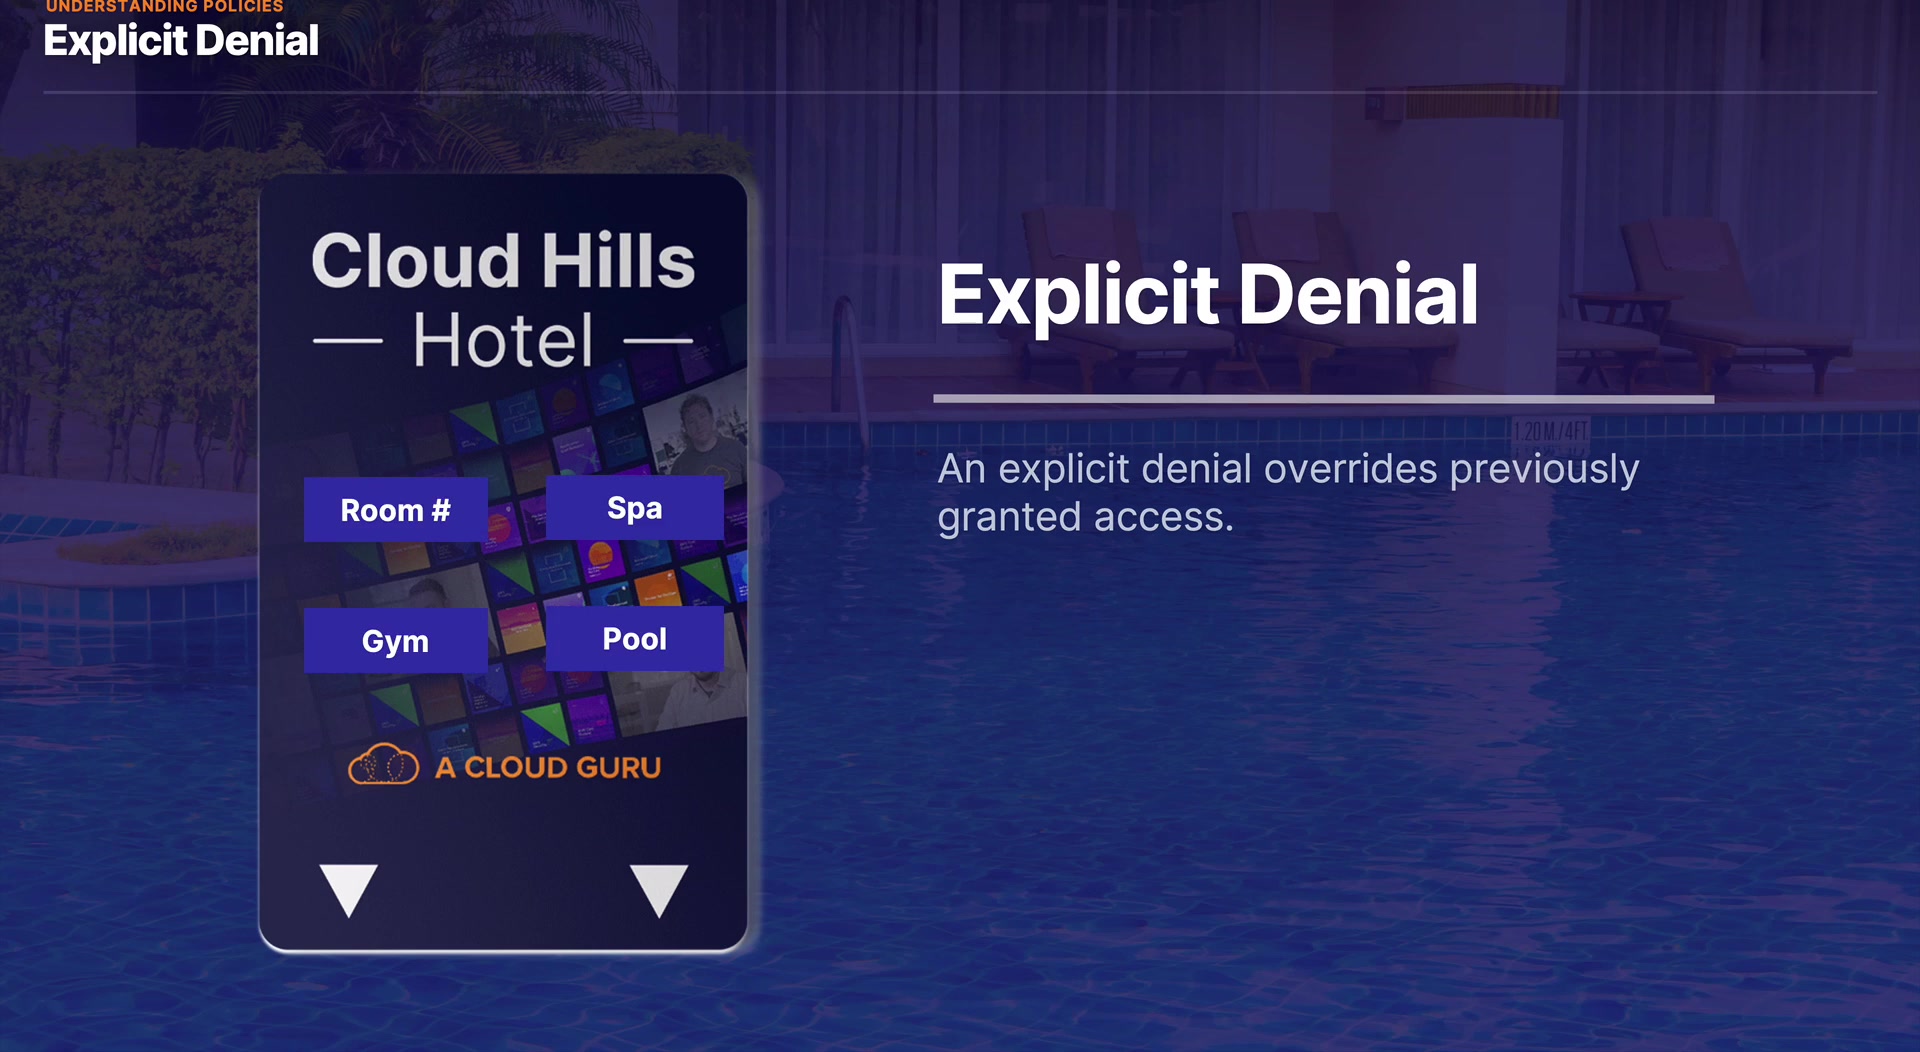 UNDERSTANDING POLICIES
Explicit Denial
Cloud Hills
Hotel
Room #
Spa
Gym
Pool
A CLOUD GURU
Explicit Denial
An explicit denial overrides previously
granted access.
1.20 M./4FT.